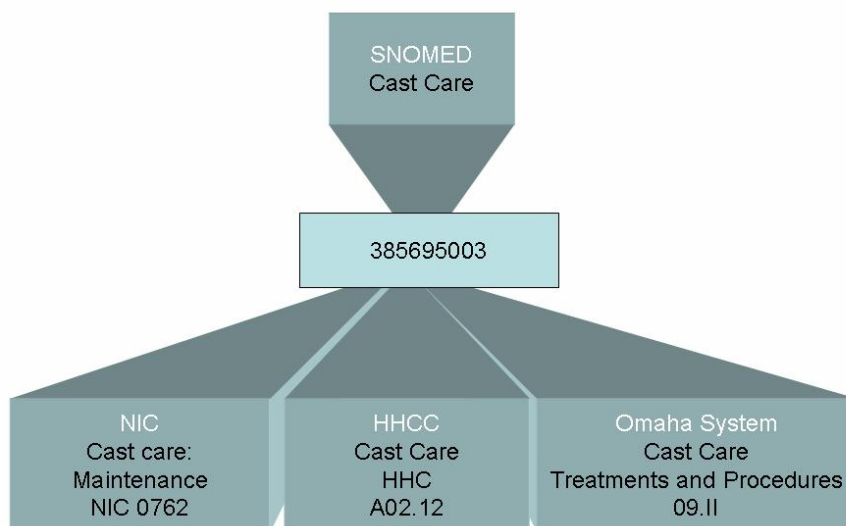 SNOMED
Cast Care
385695003
NIC
Cast care:
Maintenance
NIC 0762
HHCC
Cast Care
HHC
A02.12
Omaha System
Cast Care
Treatments and Procedures
09.II